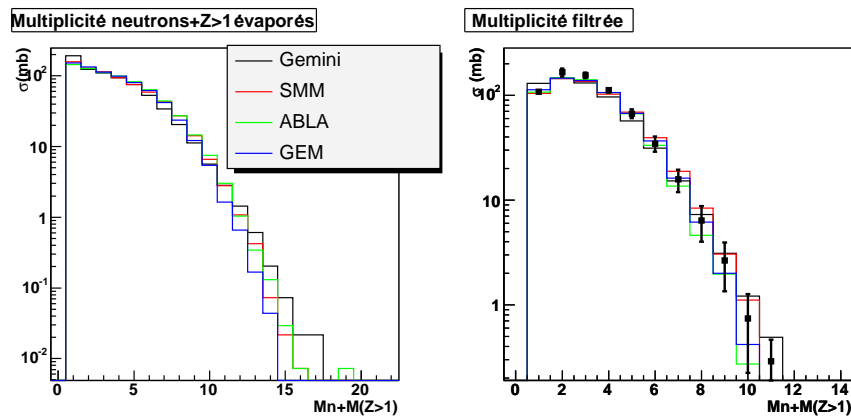 Multiplicité neutrons+Z>1 évaporés
σ(mb)
10²
10
1
10⁻¹
10⁻²
0 5 10 15 20
Mn+M(Z>1)
Gemini
SMM
ABLA
GEM
Multiplicité filtrée
σ(mb)
10²
10
1
0 2 4 6 8 10 12 14
Mn+M(Z>1)